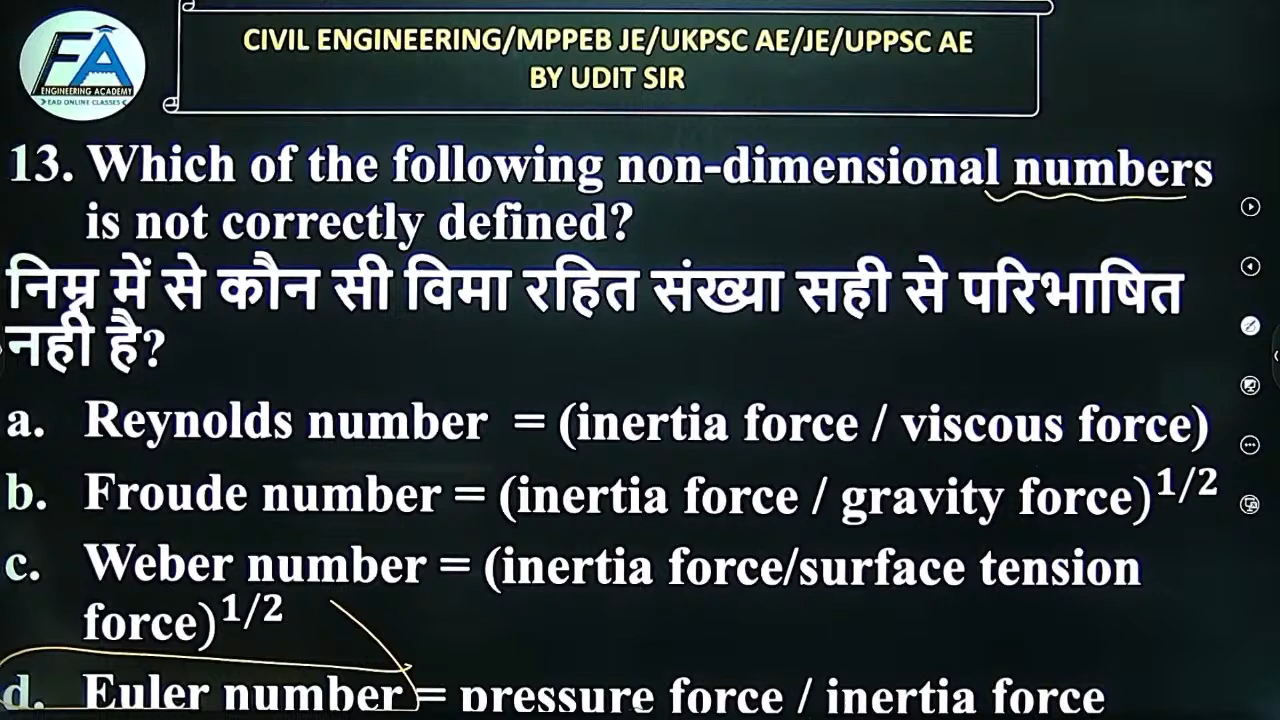 ENGINEERING ACADEMY
EAD ONLINE CLASSES
CIVIL ENGINEERING/MPPEB JE/UKPSC AE/JE/UPPSC AE
BY UDIT SIR
13. Which of the following non-dimensional numbers
is not correctly defined?
निम्न में से कौन सी विमा रहित संख्या सही से परिभाषित
नही है?
a. Reynolds number = (inertia force / viscous force)
b. Froude number = (inertia force / gravity force)^1/2
c. Weber number = (inertia force/surface tension
force)^1/2
d. Euler number = pressure force / inertia force